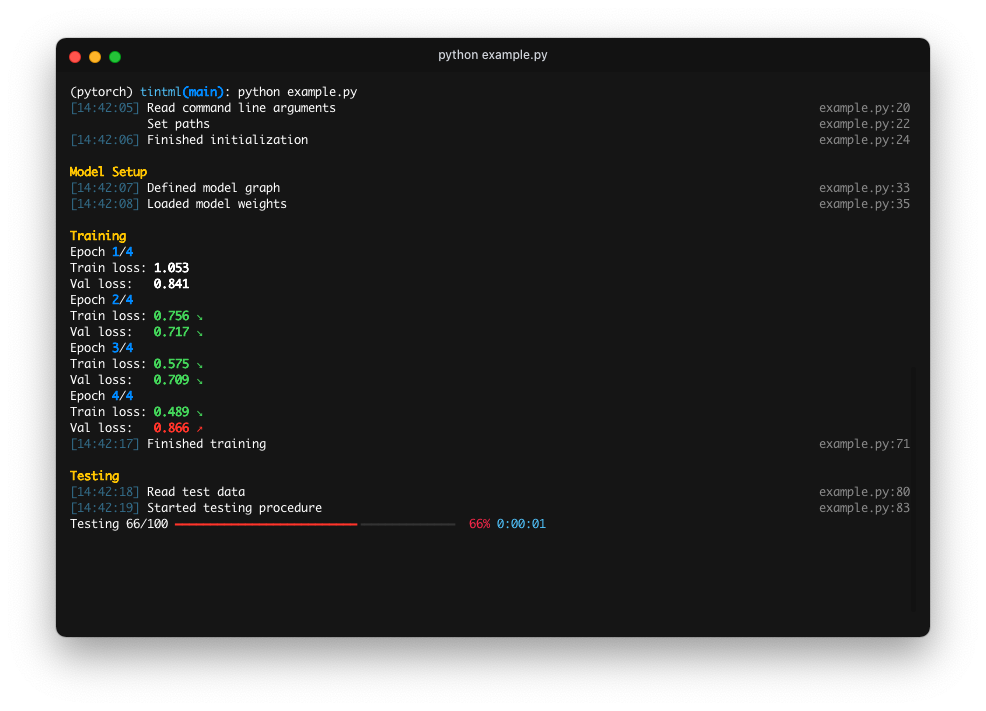 python example.py
(pytorch) tintml(main): python example.py
[14:42:05] Read command line arguments example.py:20
Set paths example.py:22
[14:42:06] Finished initialization example.py:24
Model Setup
[14:42:07] Defined model graph example.py:33
[14:42:08] Loaded model weights example.py:35
Training
Epoch 1/4
Train loss: 1.053
Val loss: 0.841
Epoch 2/4
Train loss: 0.756 ↘
Val loss: 0.717 ↘
Epoch 3/4
Train loss: 0.575 ↘
Val loss: 0.709 ↘
Epoch 4/4
Train loss: 0.489 ↘
Val loss: 0.866 ↗
[14:42:17] Finished training example.py:71
Testing
[14:42:18] Read test data example.py:80
[14:42:19] Started testing procedure example.py:83
Testing 66/100 66% 0:00:01